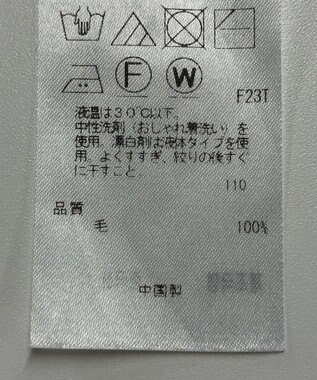 F W
F23T
液温は30℃以下。
中性洗剤（おしゃれ着洗い）を
使用。漂白剤は液体タイプを使
用。よくすすぎ、絞りの後すぐ
に干すこと。
110
品質
毛 100%
中国製